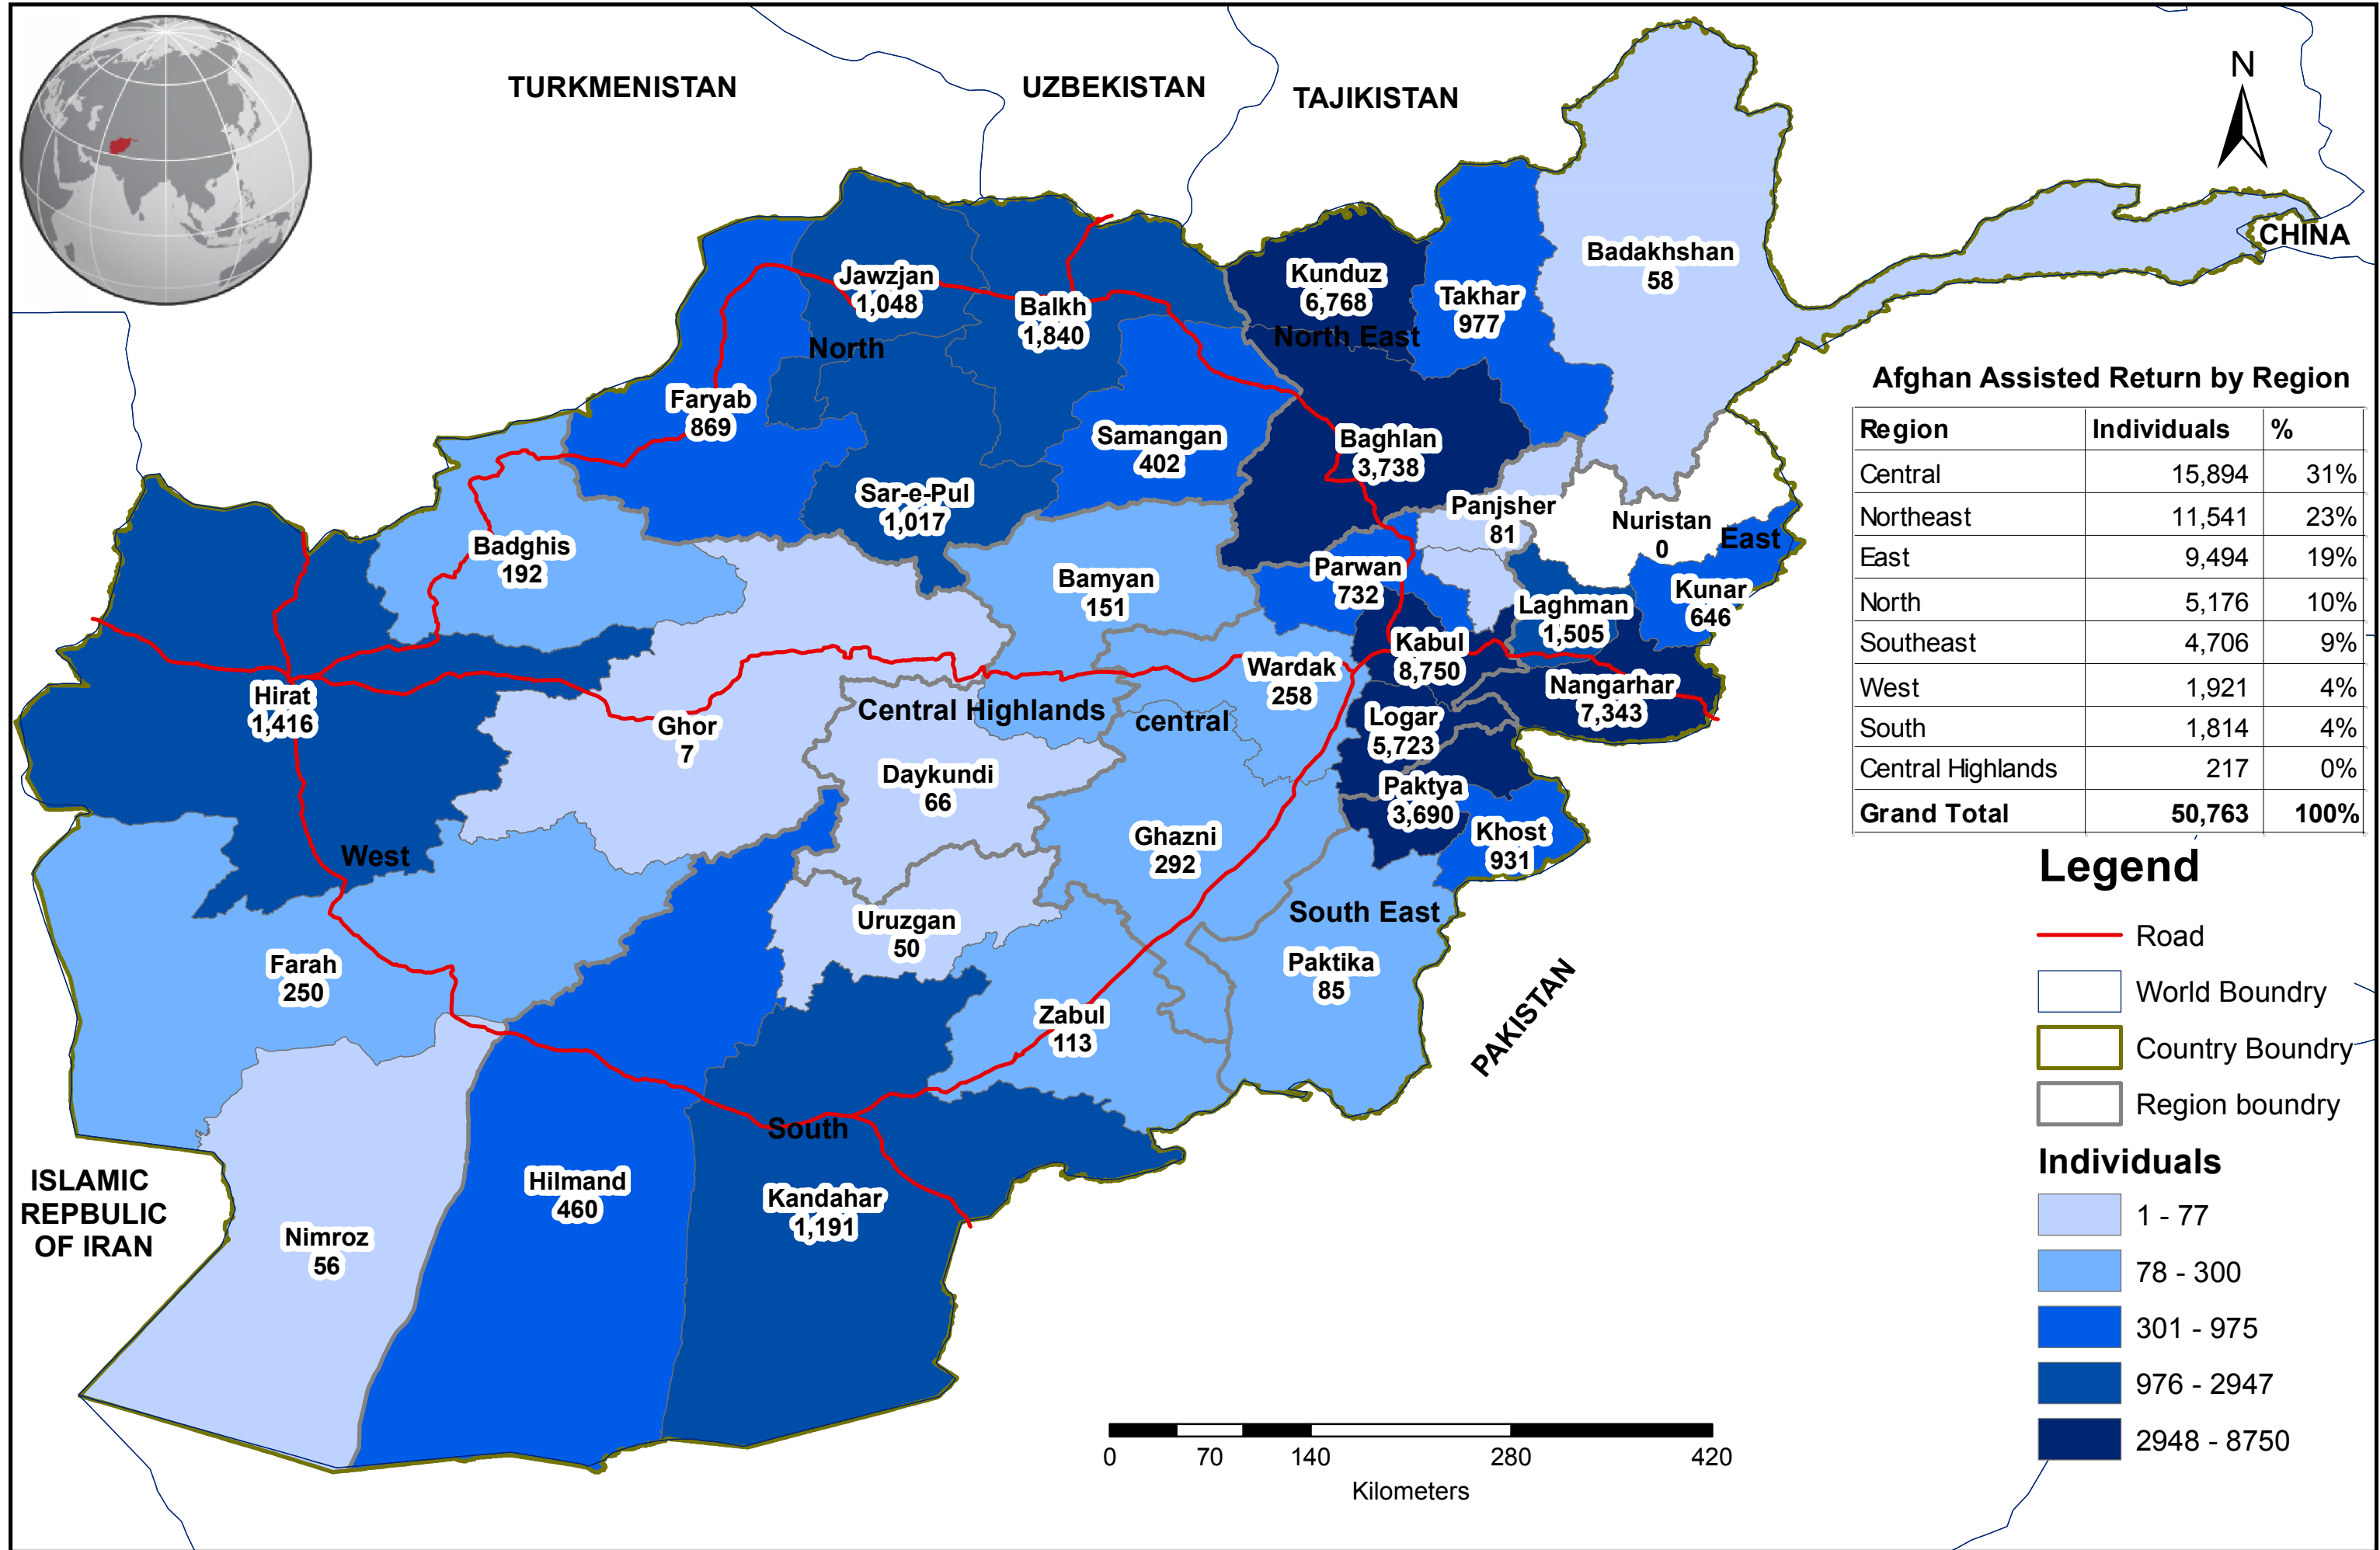 TURKMENISTAN
UZBEKISTAN
TAJIKISTAN
N
CHINA
Badakhshan
58
Kunduz
6,768
Takhar
977
North East
Jawzjan
1,048
Balkh
1,840
North
Faryab
869
Samangan
402
Baghlan
3,738
Sar-e-Pul
1,017
Panjsher
81
Nuristan
0
East
Badghis
192
Bamyan
151
Parwan
732
Laghman
1,505
Kunar
646
Kabul
8,750
Wardak
258
Nangarhar
7,343
Hirat
1,416
Ghor
7
Central Highlands
central
Logar
5,723
Daykundi
66
Paktya
3,690
Khost
931
Ghazni
292
West
Uruzgan
50
South East
Farah
250
Paktika
85
Zabul
113
PAKISTAN
South
Hilmand
460
Kandahar
1,191
Nimroz
56
ISLAMIC
REPBULIC
OF IRAN
Afghan Assisted Return by Region
Region Individuals %
Central 15,894 31%
Northeast 11,541 23%
East 9,494 19%
North 5,176 10%
Southeast 4,706 9%
West 1,921 4%
South 1,814 4%
Central Highlands 217 0%
Grand Total 50,763 100%
Legend
Road
World Boundry
Country Boundry
Region boundry
Individuals
1 - 77
78 - 300
301 - 975
976 - 2947
2948 - 8750
0 70 140 280 420
Kilometers